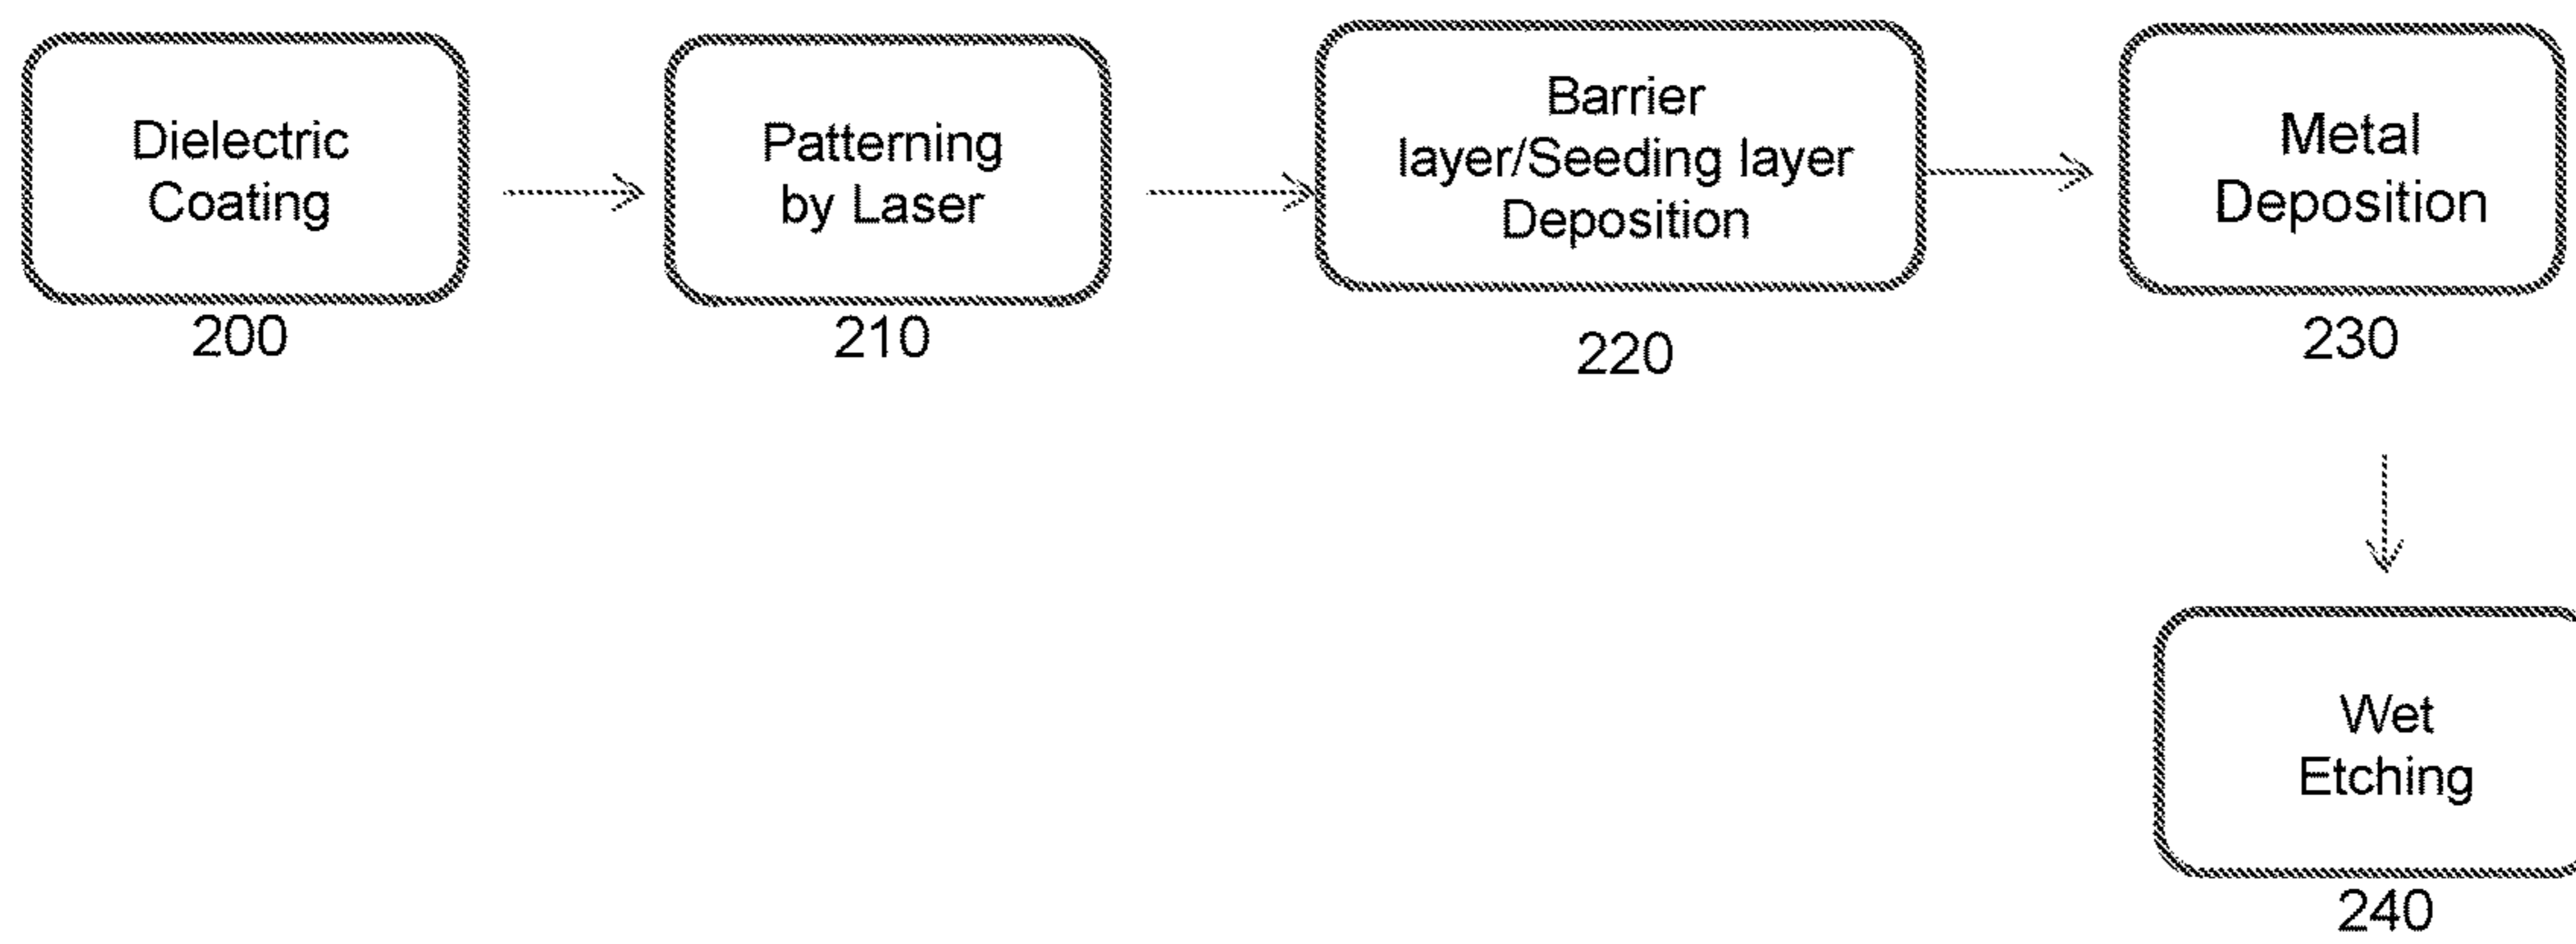 Dielectric
Coating
200
Patterning
by Laser
210
Barrier
layer/Seeding layer
Deposition
220
Metal
Deposition
230
Wet
Etching
240